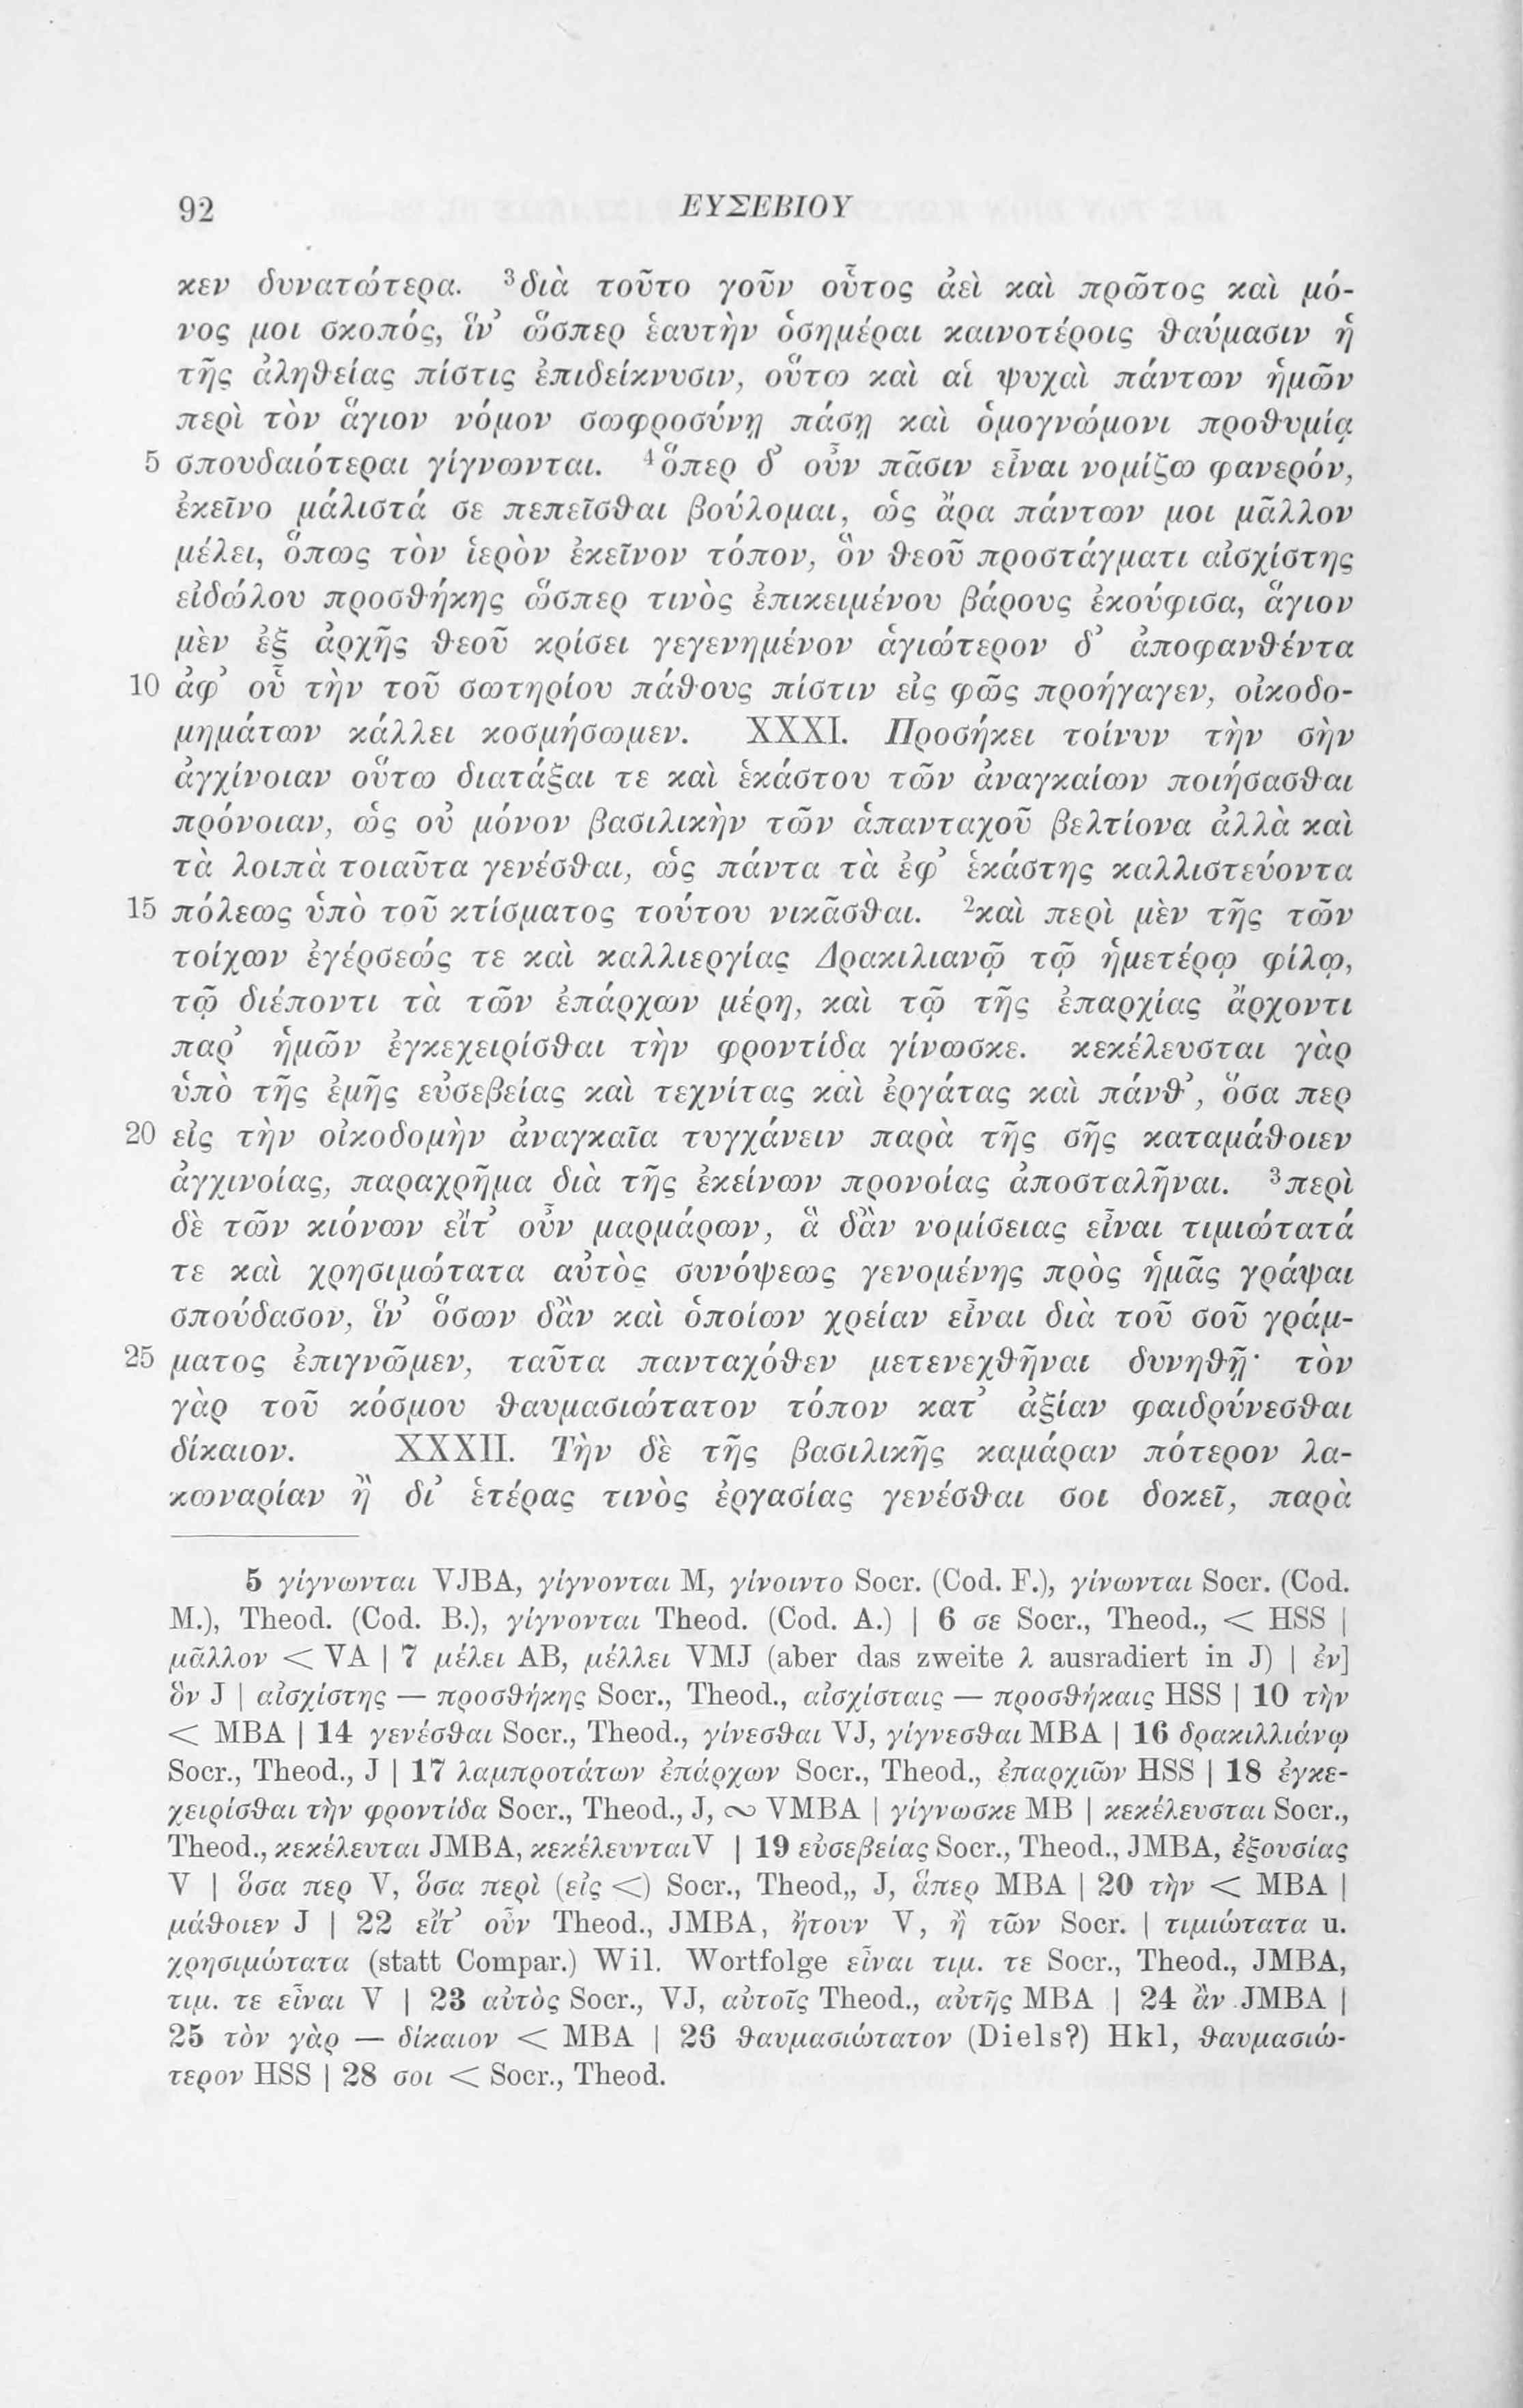 92 ΕΥΣΕΒΙΟΥ
κεν δυνατώτερα. ³διὰ τοῦτο γοῦν οὗτος ἀεὶ καὶ πρῶτος καὶ μό-
νος μοι σκοπός, ἵν’ ὥσπερ ἑαυτὴν ὁσημέραι καινοτέροις θαύμασιν ἡ
τῆς ἀληθείας πίστις ἐπιδείκνυσιν, οὕτω καὶ αἱ ψυχαὶ πάντων ἡμῶν
περὶ τὸν ἅγιον νόμον σωφροσύνῃ πάσῃ καὶ ὁμογνώμονι προθυμίᾳ
5 σπουδαιότεραι γίγνωνται. ⁴ὅπερ δ’ οὖν πᾶσιν εἶναι νομίζω φανερόν,
ἐκεῖνο μάλιστά σε πεπεῖσθαι βούλομαι, ὡς ἄρα πάντων μοι μᾶλλον
μέλει, ὅπως τὸν ἱερὸν ἐκεῖνον τόπον, ὃν θεοῦ προστάγματι αἰσχίστης
εἰδώλου προσθήκης ὥσπερ τινὸς ἐπικειμένου βάρους ἐκούφισα, ἅγιον
μὲν ἐξ ἀρχῆς θεοῦ κρίσει γεγενημένον ἁγιώτερον δ’ ἀποφανθέντα
10 ἀφ’ οὗ τὴν τοῦ σωτηρίου πάθους πίστιν εἰς φῶς προήγαγεν, οἰκοδο-
μημάτων κάλλει κοσμήσωμεν. XXXI. Προσήκει τοίνυν τὴν σὴν
ἀγχίνοιαν οὕτω διατάξαι τε καὶ ἑκάστου τῶν ἀναγκαίων ποιήσασθαι
πρόνοιαν, ὡς οὐ μόνον βασιλικὴν τῶν ἁπανταχοῦ βελτίονα ἀλλὰ καὶ
τὰ λοιπὰ τοιαῦτα γενέσθαι, ὡς πάντα τὰ ἐφ’ ἑκάστης καλλιστεύοντα
15 πόλεως ὑπὸ τοῦ κτίσματος τούτου νικᾶσθαι. ²καὶ περὶ μὲν τῆς τῶν
τοίχων ἐγέρσεώς τε καὶ καλλιεργίας Δρακιλιανῷ τῷ ἡμετέρῳ φίλῳ,
τῷ διέποντι τὰ τῶν ἐπάρχων μέρη, καὶ τῷ τῆς ἐπαρχίας ἄρχοντι
παρ’ ἡμῶν ἐγκεχειρίσθαι τὴν φροντίδα γίνωσκε. κεκέλευσται γὰρ
ὑπὸ τῆς ἐμῆς εὐσεβείας καὶ τεχνίτας καὶ ἐργάτας καὶ πάνθ’, ὅσα περ
20 εἰς τὴν οἰκοδομὴν ἀναγκαῖα τυγχάνειν παρὰ τῆς σῆς καταμάθοιεν
ἀγχινοίας, παραχρῆμα διὰ τῆς ἐκείνων προνοίας ἀποσταλῆναι. ³περὶ
δὲ τῶν κιόνων εἴτ’ οὖν μαρμάρων, ἃ δ’ἂν νομίσειας εἶναι τιμιώτατά
τε καὶ χρησιμώτατα αὐτὸς συνόψεως γενομένης πρὸς ἡμᾶς γράψαι
σπούδασον, ἵν’ ὅσων δ’ἂν καὶ ὁποίων χρείαν εἶναι διὰ τοῦ σοῦ γράμ-
25 ματος ἐπιγνῶμεν, ταῦτα πανταχόθεν μετενεχθῆναι δυνηθῇ· τὸν
γὰρ τοῦ κόσμου θαυμασιώτατον τόπον κατ’ ἀξίαν φαιδρύνεσθαι
δίκαιον. XXXII. Τὴν δὲ τῆς βασιλικῆς καμάραν πότερον λα-
κωναρίαν ἢ δι’ ἑτέρας τινὸς ἐργασίας γενέσθαι σοι δοκεῖ, παρὰ
5 γίγνωνται VJBA, γίγνονται M, γίνοιντο Socr. (Cod. F.), γίνωνται Socr. (Cod.
M.), Theod. (Cod. B.), γίγνονται Theod. (Cod. A.) | 6 σε Socr., Theod., < HSS |
μᾶλλον < VA | 7 μέλει AB, μέλλει VMJ (aber das zweite λ ausradiert in J) | ἐν]
ὃν J | αἰσχίστης — προσθήκης Socr., Theod., αἰσχίσταις — προσθήκαις HSS | 10 τὴν
< MBA | 14 γενέσθαι Socr., Theod., γίνεσθαι VJ, γίγνεσθαι MBA | 16 δρακιλλιάνῳ
Socr., Theod., J | 17 λαμπροτάτων ἐπάρχων Socr., Theod., ἐπαρχιῶν HSS | 18 ἐγκε-
χειρίσθαι τὴν φροντίδα Socr., Theod., J, ∾ VMBA | γίγνωσκε MB | κεκέλευσται Socr.,
Theod., κεκέλευται JMBA, κεκέλευνται V | 19 εὐσεβείας Socr., Theod., JMBA, ἐξουσίας
V | ὅσα περ V, ὅσα περὶ (εἰς <) Socr., Theod,, J, ἅπερ MBA | 20 τὴν < MBA |
μάθοιεν J | 22 εἴτ’ οὖν Theod., JMBA, ἤτουν V, ἢ τῶν Socr. | τιμιώτατα u.
χρησιμώτατα (statt Compar.) Wil. Wortfolge εἶναι τιμ. τε Socr., Theod., JMBA,
τιμ. τε εἶναι V | 23 αὐτὸς Socr., VJ, αὐτοῖς Theod., αὐτῆς MBA | 24 ἂν JMBA |
25 τὸν γὰρ — δίκαιον < MBA | 26 θαυμασιώτατον (Diels?) Hkl, θαυμασιώ-
τερον HSS | 28 σοι < Socr., Theod.